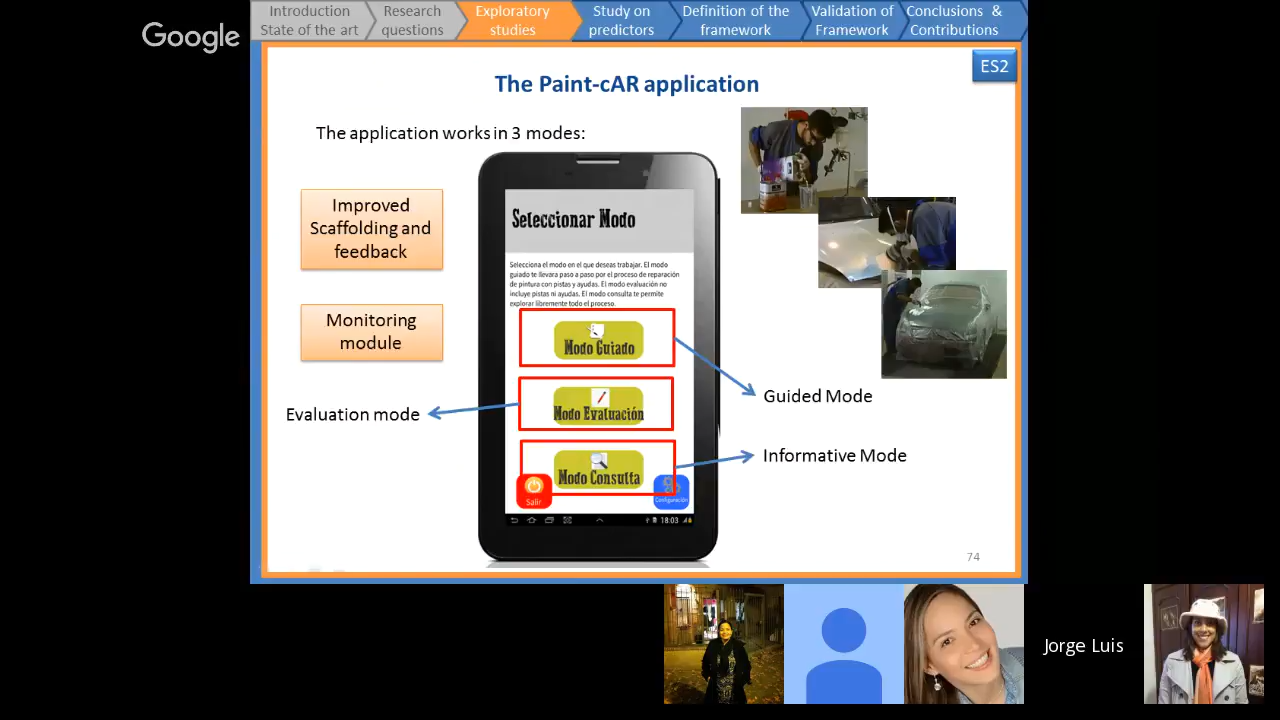 Google
Introduction
State of the art
Research
questions
Exploratory
studies
Study on
predictors
Definition of the
framework
Validation of
Framework
Conclusions &
Contributions
ES2
The Paint-cAR application
The application works in 3 modes:
Improved
Scaffolding and
feedback
Monitoring
module
Evaluation mode
Seleccionar Modo
Selecciona el modo en el que deseas trabajar. El modo
guiado te llevara paso a paso por el proceso de reparación
de pintura con pistas y ayudas. El modo evaluación no
incluye pistas ni ayudas. El modo consulta te permite
explorar libremente todo el proceso.
Modo Guiado
Modo Evaluación
Modo Consulta
Salir
Configuración
18:03
Guided Mode
Informative Mode
74
Jorge Luis